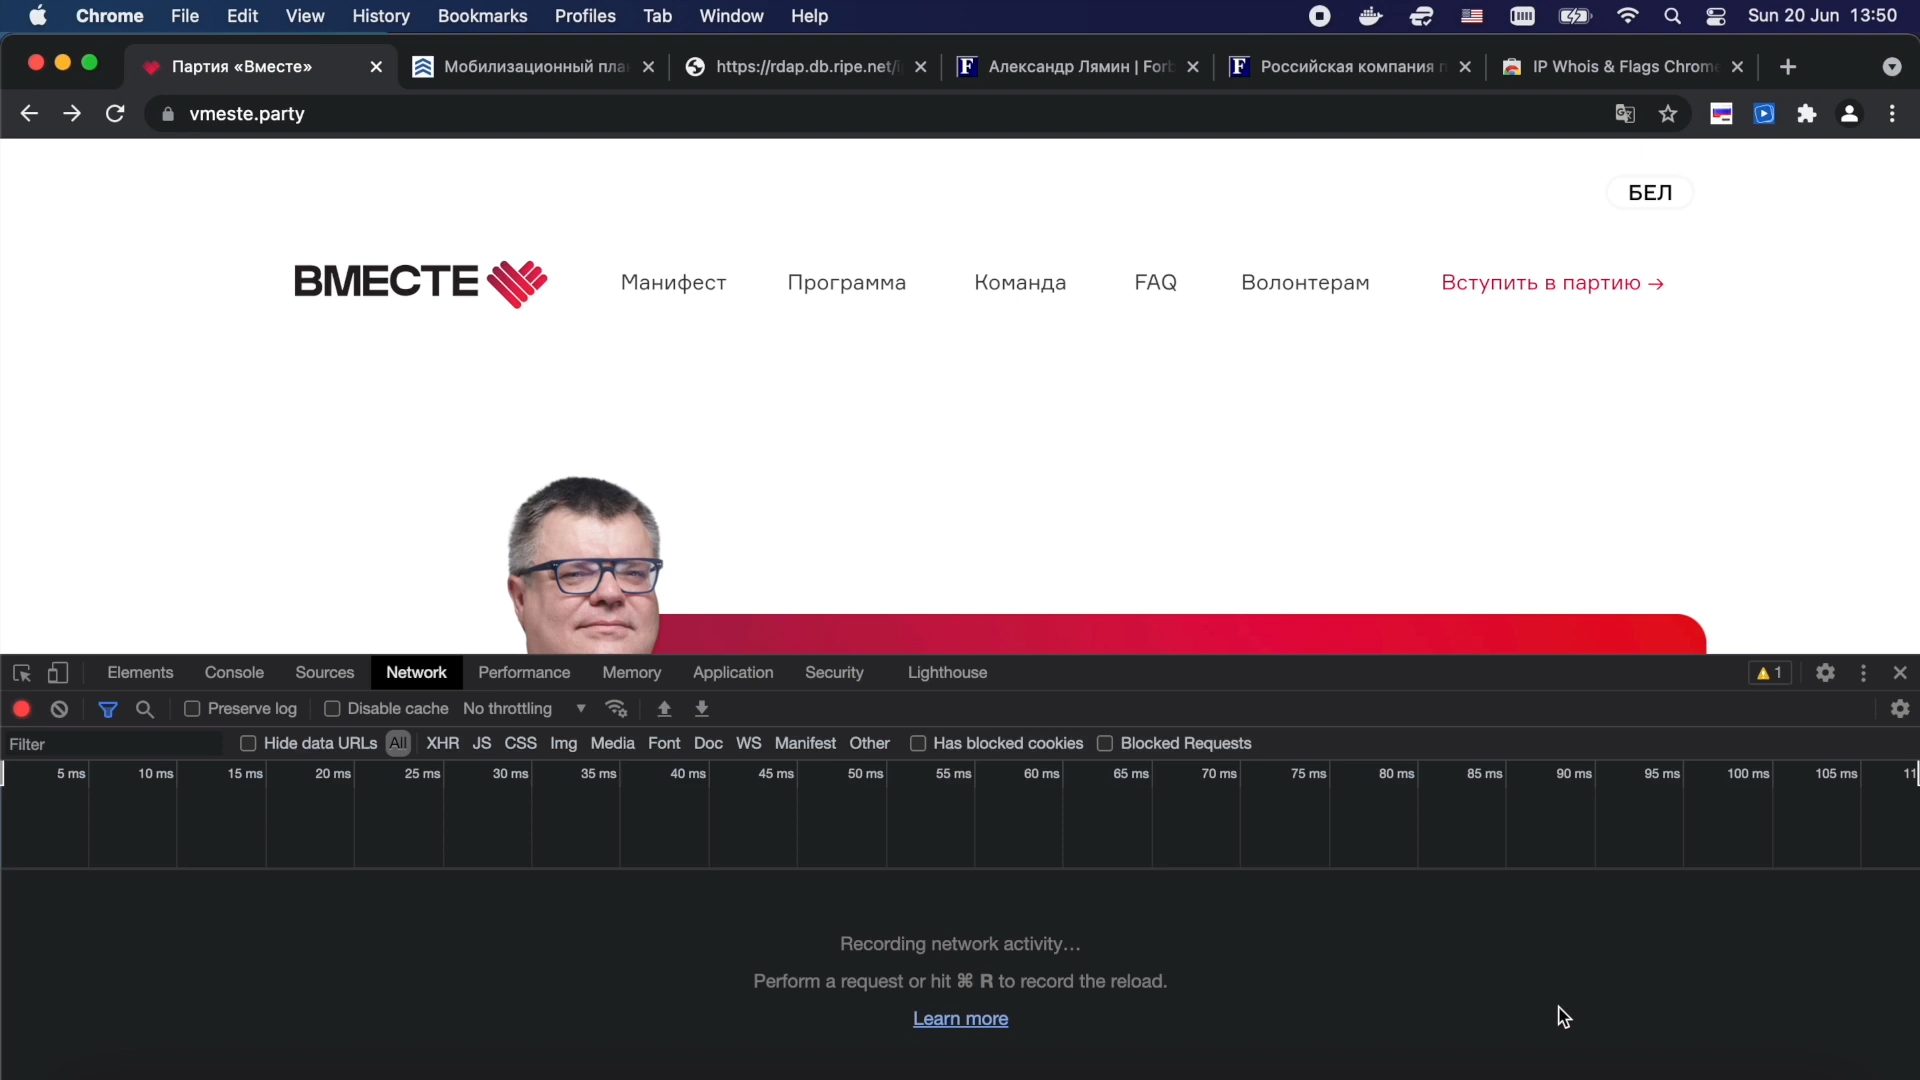 Chrome File Edit View History Bookmarks Profiles Tab Window Help Sun 20 Jun 13:50
Партия «Вместе» Мобилизационный пла https://rdap.db.ripe.net/i Александр Лямин | Forb Российская компания п IP Whois & Flags Chrome
vmeste.party
БЕЛ
ВМЕСТЕ Манифест Программа Команда FAQ Волонтерам Вступить в партию →
Elements Console Sources Network Performance Memory Application Security Lighthouse 1
Preserve log Disable cache No throttling
Filter Hide data URLs All XHR JS CSS Img Media Font Doc WS Manifest Other Has blocked cookies Blocked Requests
5 ms 10 ms 15 ms 20 ms 25 ms 30 ms 35 ms 40 ms 45 ms 50 ms 55 ms 60 ms 65 ms 70 ms 75 ms 80 ms 85 ms 90 ms 95 ms 100 ms 105 ms 11
Recording network activity…
Perform a request or hit ⌘ R to record the reload.
Learn more